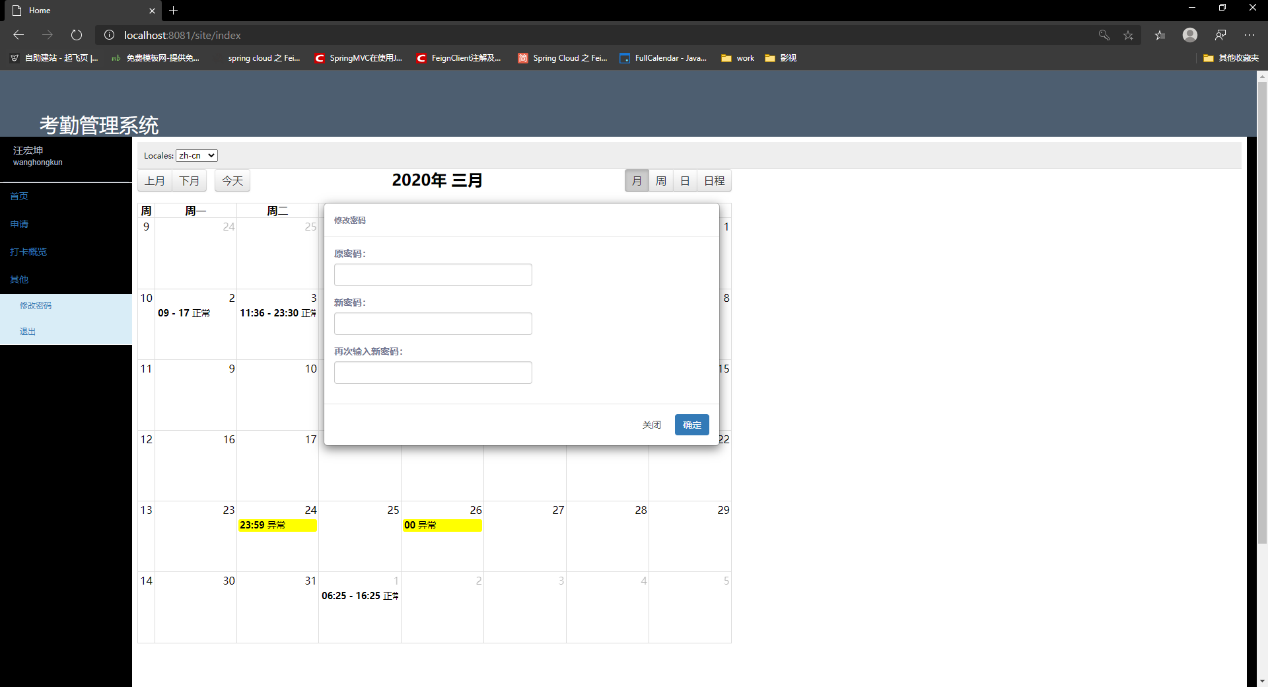 Home
localhost:8081/site/index
自助建站 - 起飞页 |...
免费模板网-提供免...
spring cloud 之 Fei...
SpringMVC在使用J...
FeignClient注解及...
Spring Cloud 之 Fei...
FullCalendar - Java...
work
影视
其他收藏夹
考勤管理系统
汪宏坤
wanghongkun
首页
申请
打卡概览
其他
修改密码
退出
Locales: zh-cn
上月 下月 今天
2020年 三月
月 周 日 日程
周 周一 周二
9 24 25 1
10 2 3 8
09 - 17 正常 11:36 - 23:30 正常
11 9 10 15
12 16 17 22
13 23 24 25 26 27 28 29
23:59 异常 00 异常
14 30 31 1 2 3 4 5
06:25 - 16:25 正常
修改密码
原密码:
新密码:
再次输入新密码:
关闭 确定